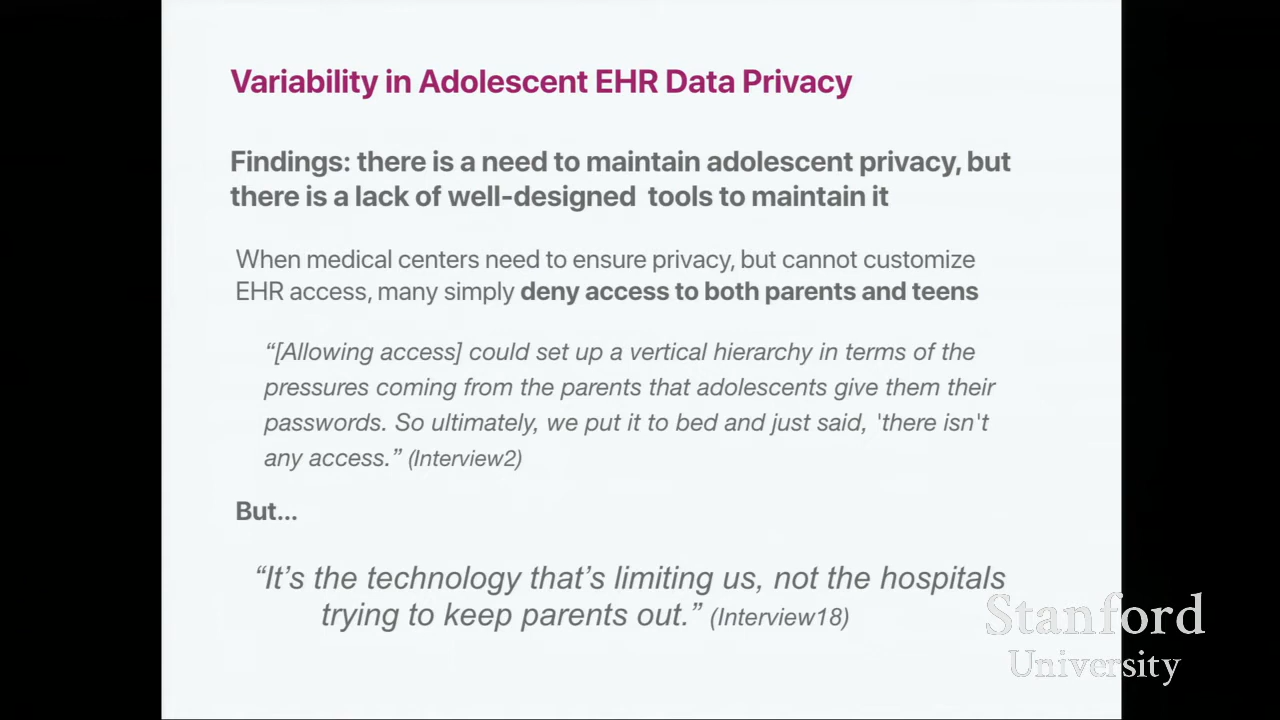 Variability in Adolescent EHR Data Privacy
Findings: there is a need to maintain adolescent privacy, but
there is a lack of well-designed  tools to maintain it
When medical centers need to ensure privacy, but cannot customize
EHR access, many simply deny access to both parents and teens
“[Allowing access] could set up a vertical hierarchy in terms of the
pressures coming from the parents that adolescents give them their
passwords. So ultimately, we put it to bed and just said, 'there isn't
any access.” (Interview2)
But...
“It’s the technology that’s limiting us, not the hospitals
trying to keep parents out.” (Interview18)
Stanford
University